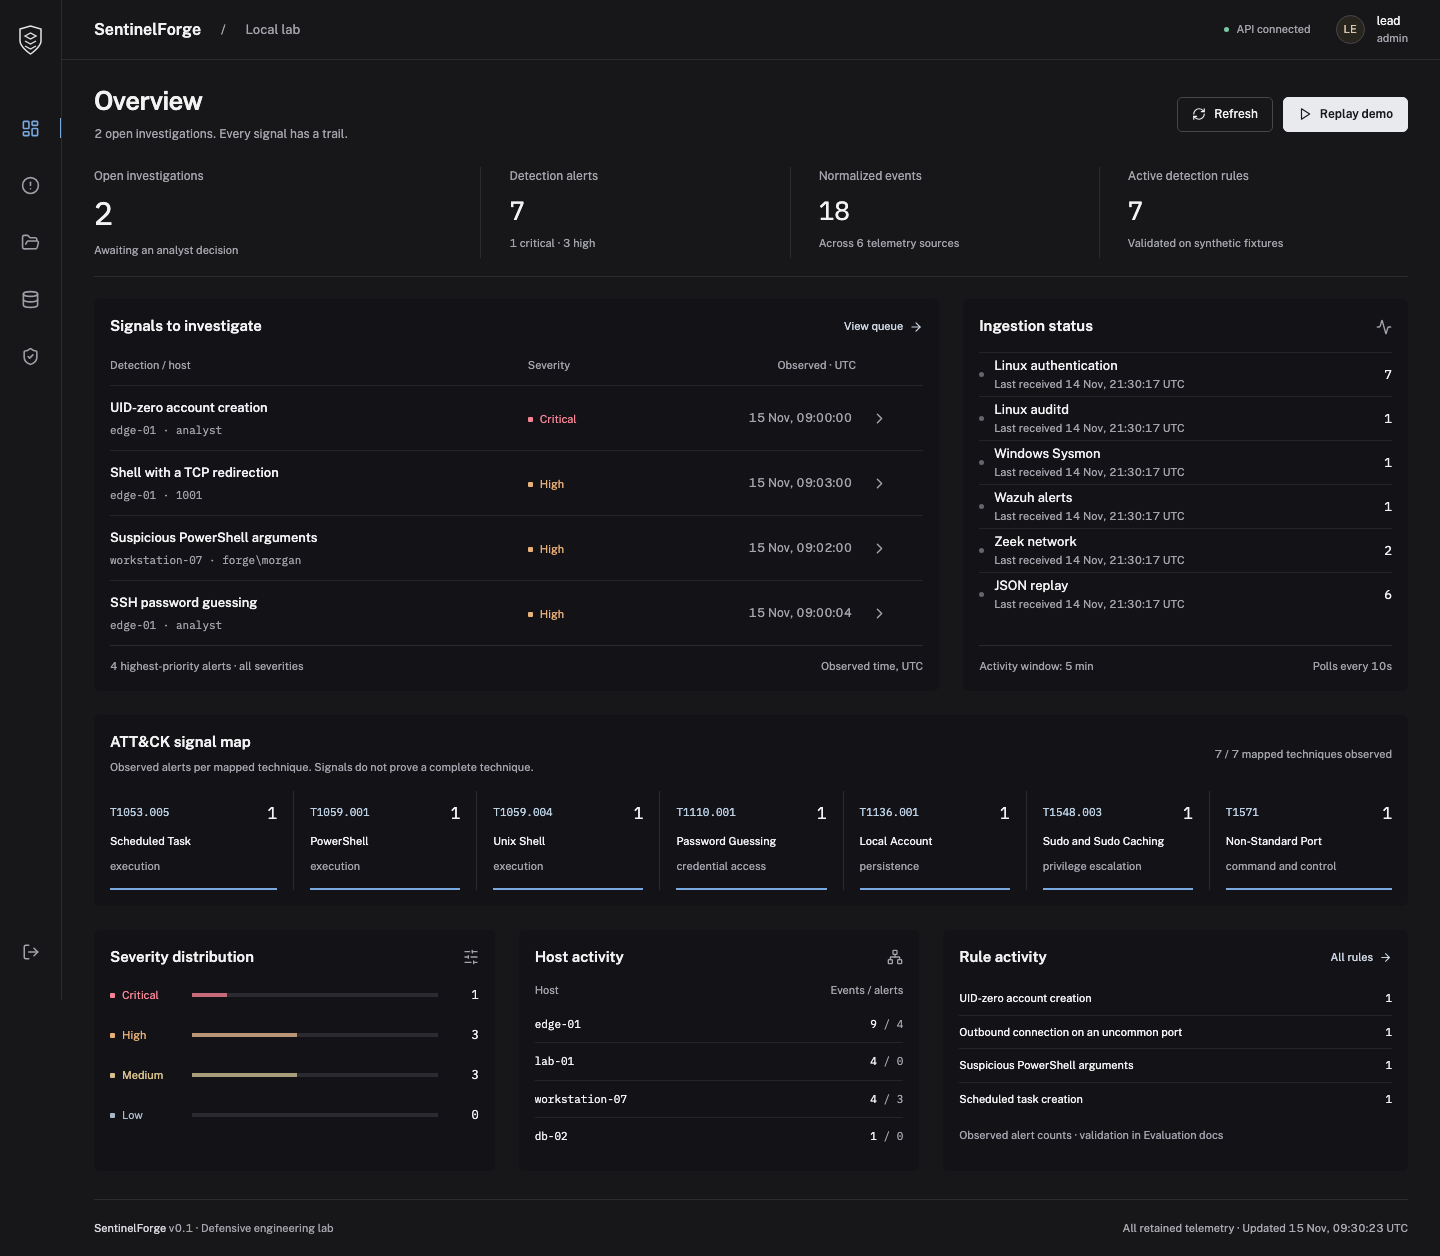 SentinelForge / Local lab
API connected
LE
lead
admin
Overview
2 open investigations. Every signal has a trail.
Refresh
Replay demo
Open investigations
2
Awaiting an analyst decision
Detection alerts
7
1 critical · 3 high
Normalized events
18
Across 6 telemetry sources
Active detection rules
7
Validated on synthetic fixtures
Signals to investigate
View queue
Detection / host Severity Observed · UTC
UID-zero account creation
edge-01 · analyst
Critical
15 Nov, 09:00:00
Shell with a TCP redirection
edge-01 · 1001
High
15 Nov, 09:03:00
Suspicious PowerShell arguments
workstation-07 · forge\morgan
High
15 Nov, 09:02:00
SSH password guessing
edge-01 · analyst
High
15 Nov, 09:00:04
4 highest-priority alerts · all severities
Observed time, UTC
Ingestion status
Linux authentication
Last received 14 Nov, 21:30:17 UTC
7
Linux auditd
Last received 14 Nov, 21:30:17 UTC
1
Windows Sysmon
Last received 14 Nov, 21:30:17 UTC
1
Wazuh alerts
Last received 14 Nov, 21:30:17 UTC
1
Zeek network
Last received 14 Nov, 21:30:17 UTC
2
JSON replay
Last received 14 Nov, 21:30:17 UTC
6
Activity window: 5 min
Polls every 10s
ATT&CK signal map
Observed alerts per mapped technique. Signals do not prove a complete technique.
7 / 7 mapped techniques observed
T1053.005 1
Scheduled Task
execution
T1059.001 1
PowerShell
execution
T1059.004 1
Unix Shell
execution
T1110.001 1
Password Guessing
credential access
T1136.001 1
Local Account
persistence
T1548.003 1
Sudo and Sudo Caching
privilege escalation
T1571 1
Non-Standard Port
command and control
Severity distribution
Critical 1
High 3
Medium 3
Low 0
Host activity
Host Events / alerts
edge-01 9 / 4
lab-01 4 / 0
workstation-07 4 / 3
db-02 1 / 0
Rule activity
All rules
UID-zero account creation 1
Outbound connection on an uncommon port 1
Suspicious PowerShell arguments 1
Scheduled task creation 1
Observed alert counts · validation in Evaluation docs
SentinelForge v0.1 · Defensive engineering lab
All retained telemetry · Updated 15 Nov, 09:30:23 UTC